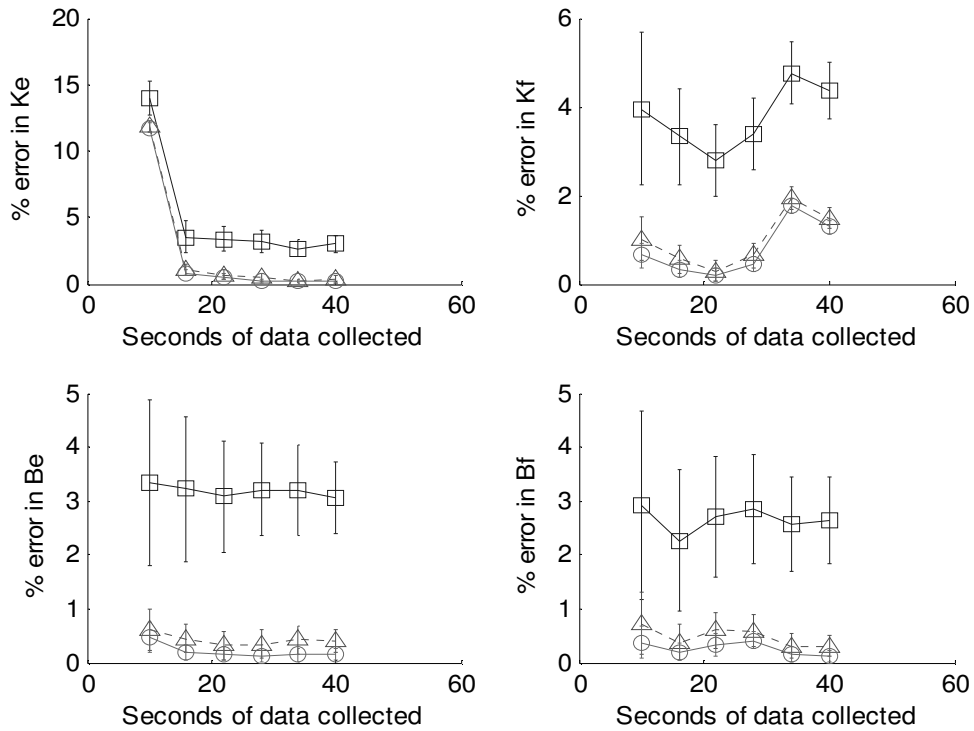 % error in Ke
20
15
10
5
0
0 20 40 60
Seconds of data collected
% error in Kf
6
4
2
0
0 20 40 60
Seconds of data collected
% error in Be
5
4
3
2
1
0
0 20 40 60
Seconds of data collected
% error in Bf
5
4
3
2
1
0
0 20 40 60
Seconds of data collected